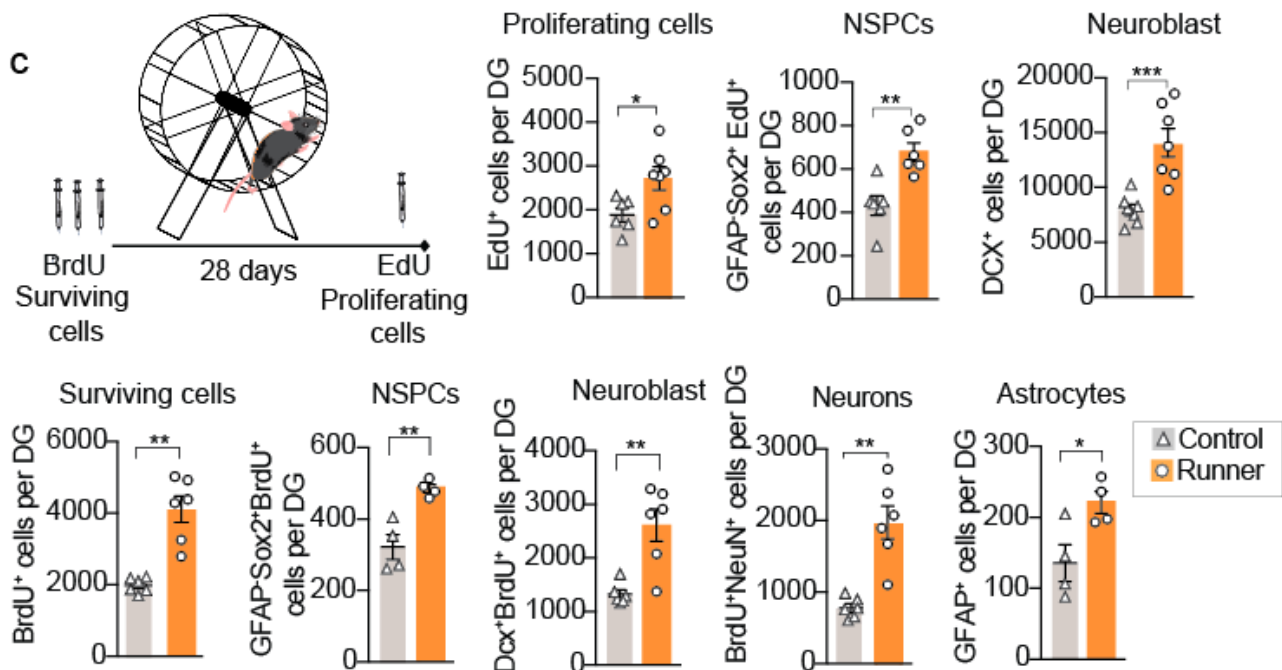 C
BrdU
Surviving
cells
28 days
EdU
Proliferating
cells
Proliferating cells
EdU⁺ cells per DG
5000
4000
3000
2000
1000
0
*
NSPCs
GFAP⁻Sox2⁺ EdU⁺
cells per DG
1000
800
600
400
200
0
**
Neuroblast
DCX⁺ cells per DG
20000
15000
10000
5000
0
***
Surviving cells
BrdU⁺ cells per DG
6000
4000
2000
0
**
NSPCs
GFAP⁻Sox2⁺BrdU⁺
cells per DG
600
400
200
0
**
Neuroblast
Dcx⁺BrdU⁺ cells per DG
4000
3000
2000
1000
0
**
Neurons
BrdU⁺NeuN⁺ cells per DG
3000
2000
1000
0
**
Astrocytes
GFAP⁺ cells per DG
300
200
100
0
*
Control
Runner